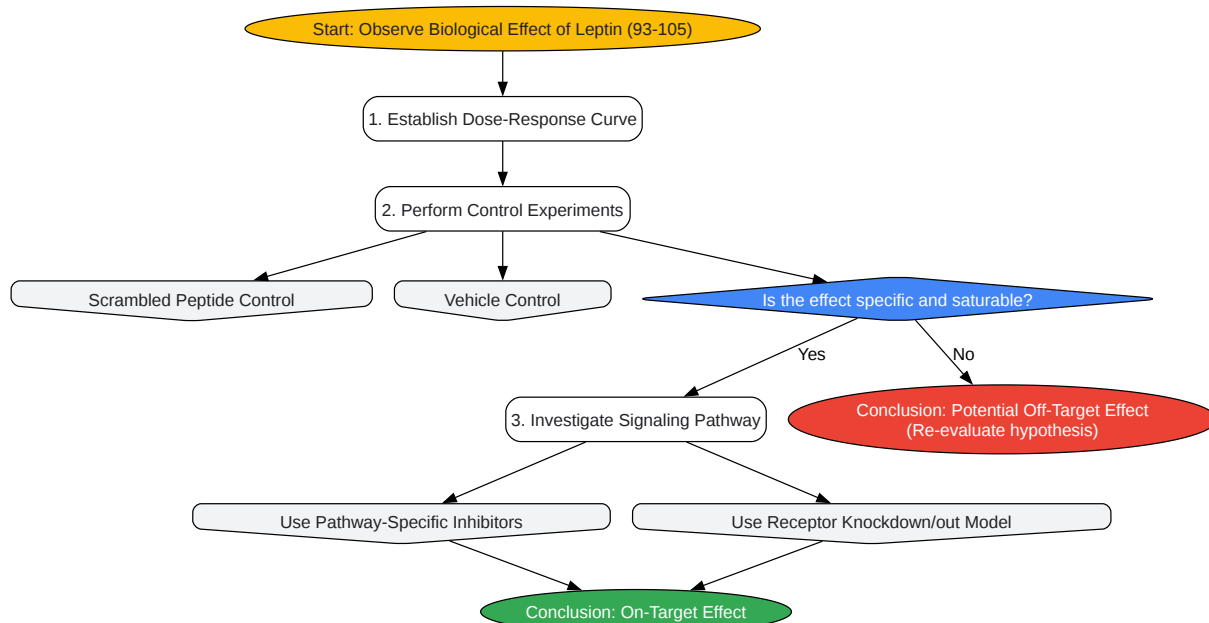 Start: Observe Biological Effect of Leptin (93-105)
1. Establish Dose-Response Curve
2. Perform Control Experiments
Scrambled Peptide Control
Vehicle Control
Is the effect specific and saturable?
Yes
No
3. Investigate Signaling Pathway
Conclusion: Potential Off-Target Effect
(Re-evaluate hypothesis)
Use Pathway-Specific Inhibitors
Use Receptor Knockdown/out Model
Conclusion: On-Target Effect